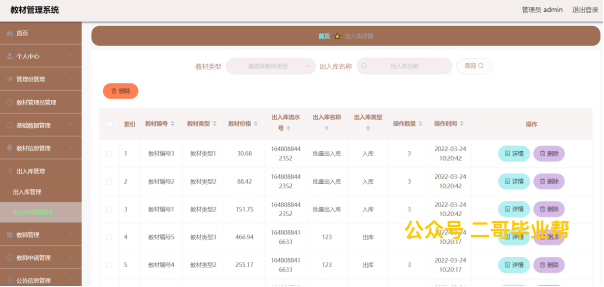 教材管理系统
管理员 admin 退出登录
首页
首页 出入库详情
个人中心
管理员管理
教材管理员管理
基础数据管理
教材信息管理
出入库管理
出入库管理
教师管理
教师申请管理
公告信息管理
教材类型 出入库名称 出入库名称 查询
删除
索引 教材编号 教材类型 教材价格 出入库流水号 出入库名称 出入库类型 操作数量 操作时间 操作
1 教材编号3 教材类型1 30.68 1648088442352 批量出入库 入库 3 2022-03-24 10:20:42 详情 删除
2 教材编号2 教材类型2 88.42 1648088442352 批量出入库 入库 3 2022-03-24 10:20:42 详情 删除
3 教材编号1 教材类型2 151.75 1648088442352 批量出入库 入库 3 2022-03-24 10:20:42 详情 删除
4 教材编号5 教材类型3 466.94 1648088416633 123 出库 2022-03-24 10:20:17 详情 删除
5 教材编号4 教材类型2 255.17 1648088416633 123 出库 3 2022-03-24 10:20:17 详情 删除
公众号 二哥毕业帮